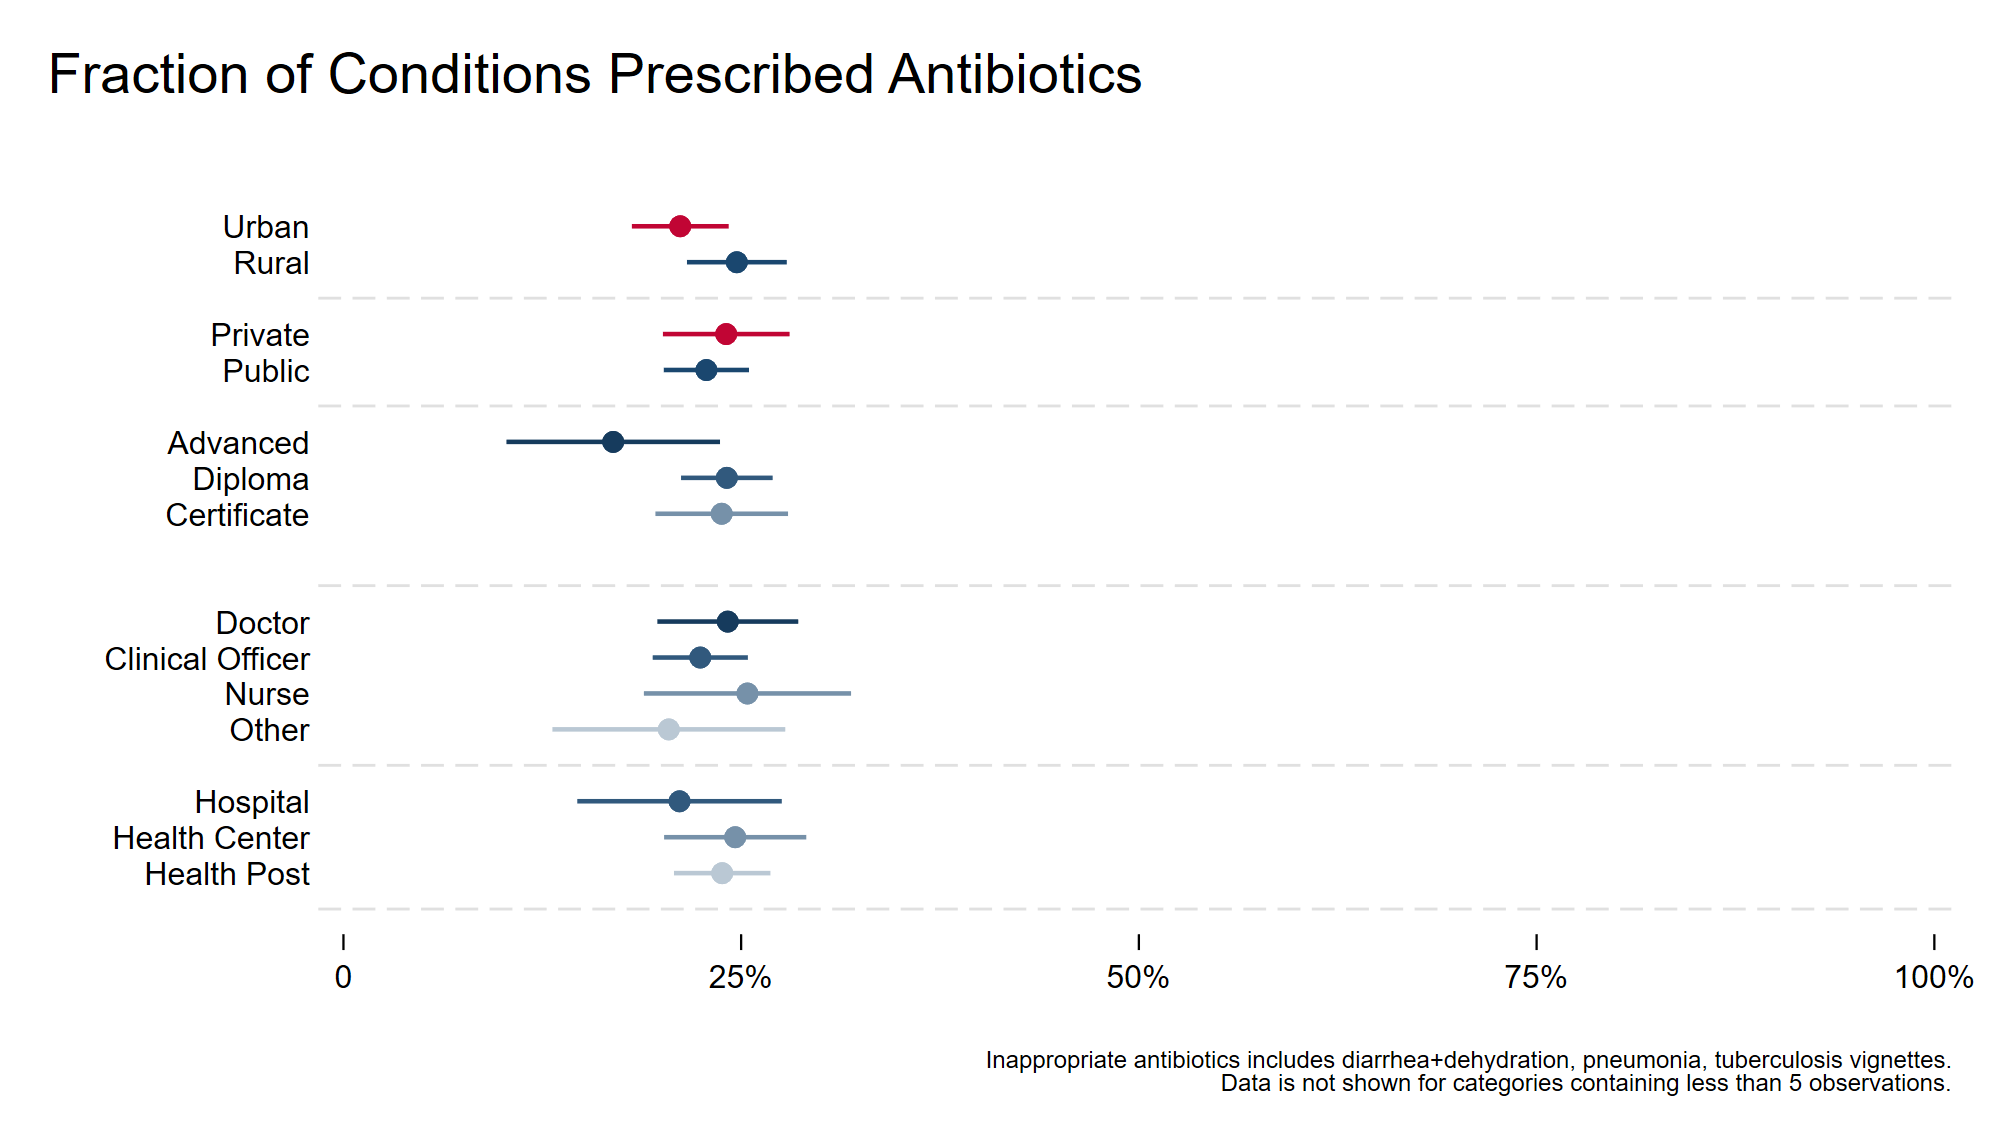 Fraction of Conditions Prescribed Antibiotics
Urban
Rural
Private
Public
Advanced
Diploma
Certificate
Doctor
Clinical Officer
Nurse
Other
Hospital
Health Center
Health Post
0 25% 50% 75% 100%
Inappropriate antibiotics includes diarrhea+dehydration, pneumonia, tuberculosis vignettes.
Data is not shown for categories containing less than 5 observations.